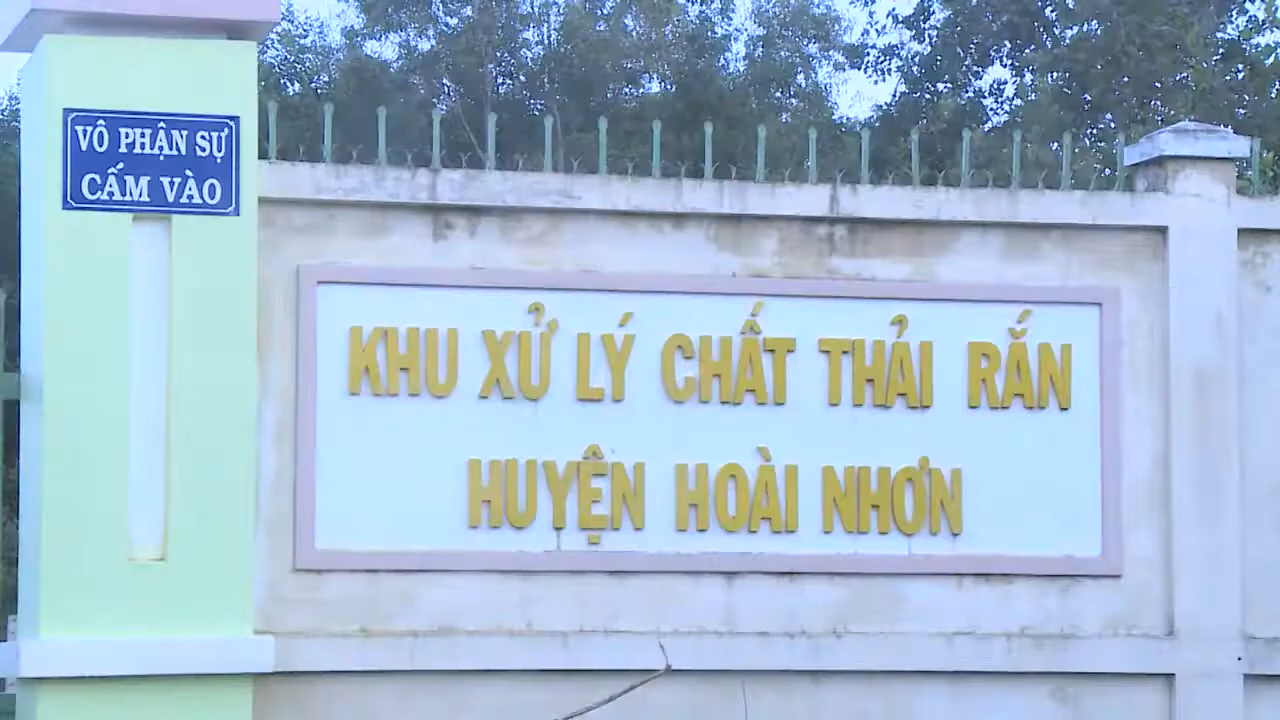 VÔ PHẬN SỰ
CẤM VÀO
KHU XỬ LÝ CHẤT THẢI RẮN
HUYỆN HOÀI NHƠN